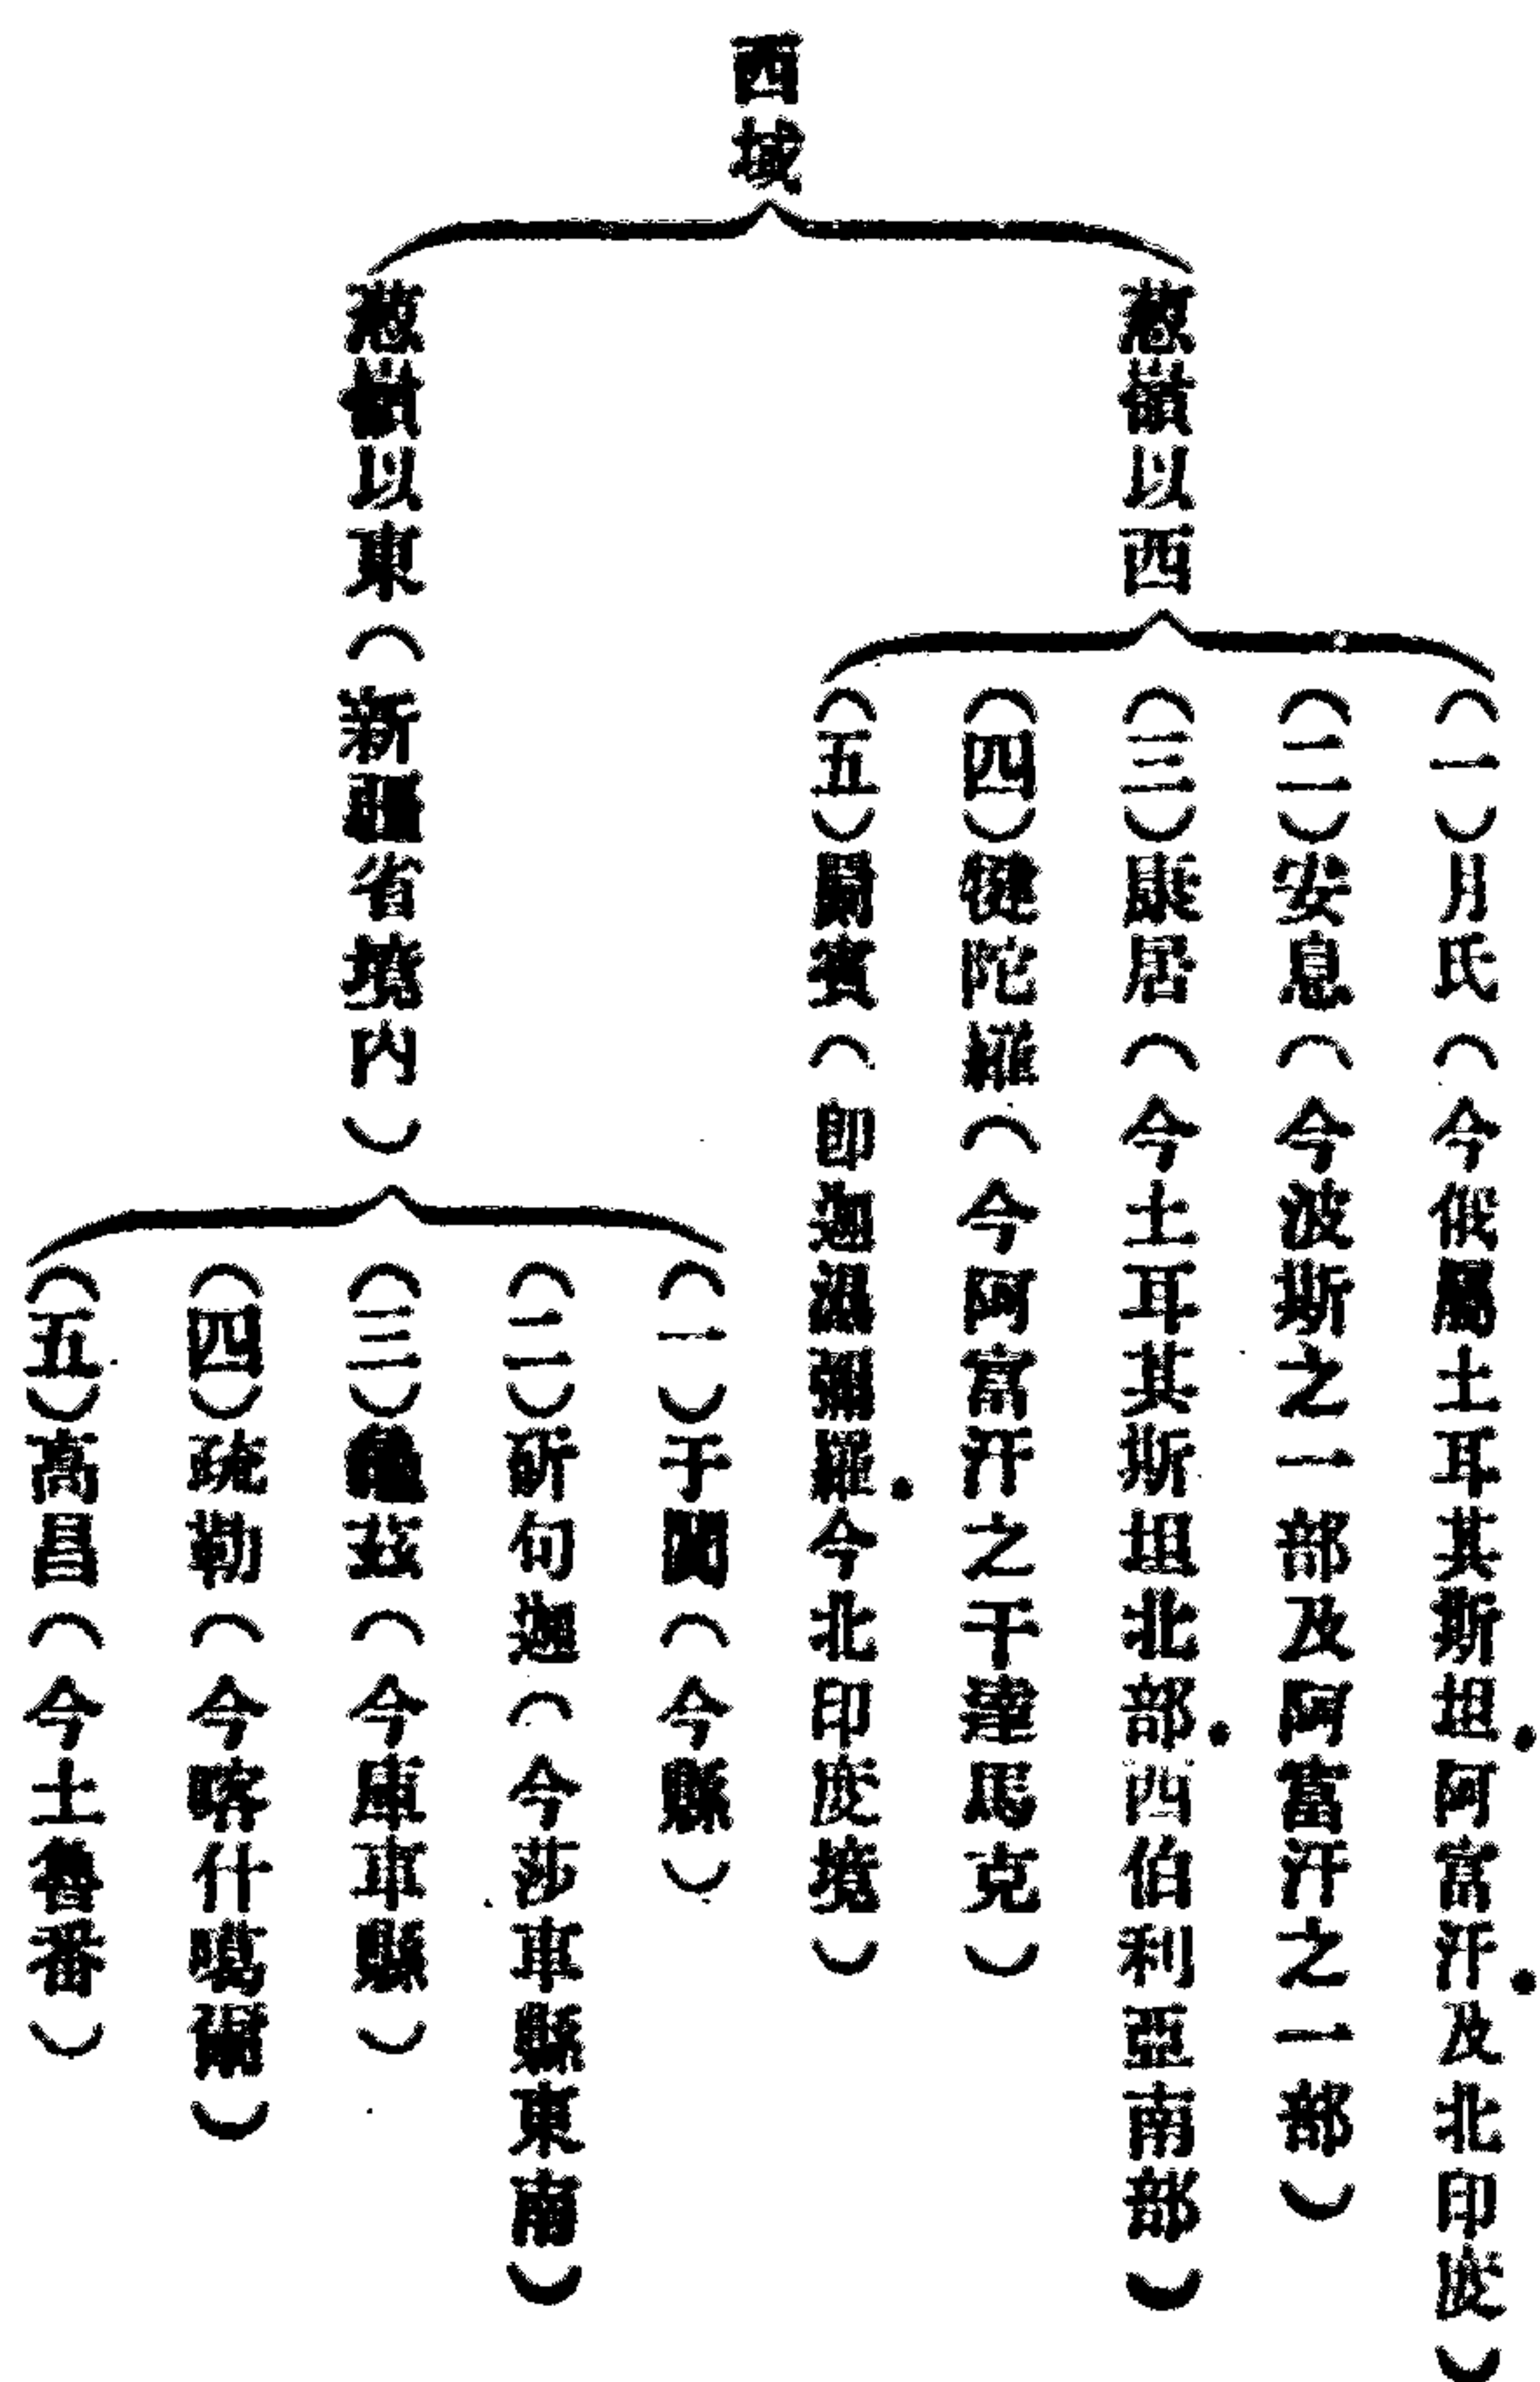 西域
葱嶺以西
(一)月氏(今俄屬土耳其斯坦•阿富汗•及北印度)
(二)安息(今波斯之一部及阿富汗之一部)
(三)康居(今土耳其斯坦北部•西伯利亞南部)
(四)犍陀羅(今阿富汗之干達馬克)
(五)罽賓(卽迦濕彌羅•今北印度境)
葱嶺以東(新疆省境內)
(一)于闐(今縣)
(二)斫句迦(今莎車縣東南)
(三)龜茲(今庫車縣)
(四)疏勒(今喀什噶爾)
(五)高昌(今土魯番)